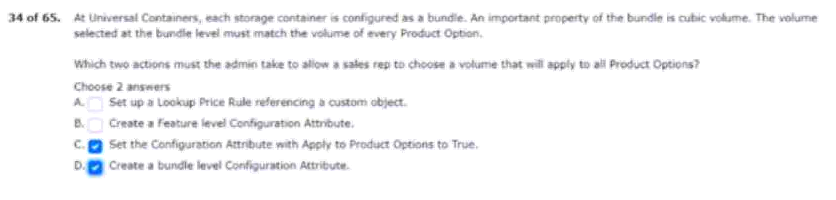 34 of 65. At Universal Containers, each storage container is configured as a bundle. An important property of the bundle is cubic volume. The volume
selected at the bundle level must match the volume of every Product Option.
Which two actions must the admin take to allow a sales rep to choose a volume that will apply to all Product Options?
Choose 2 answers
A. Set up a Lookup Price Rule referencing a custom object.
B. Create a Feature level Configuration Attribute.
C. Set the Configuration Attribute with Apply to Product Options to True.
D. Create a bundle level Configuration Attribute.